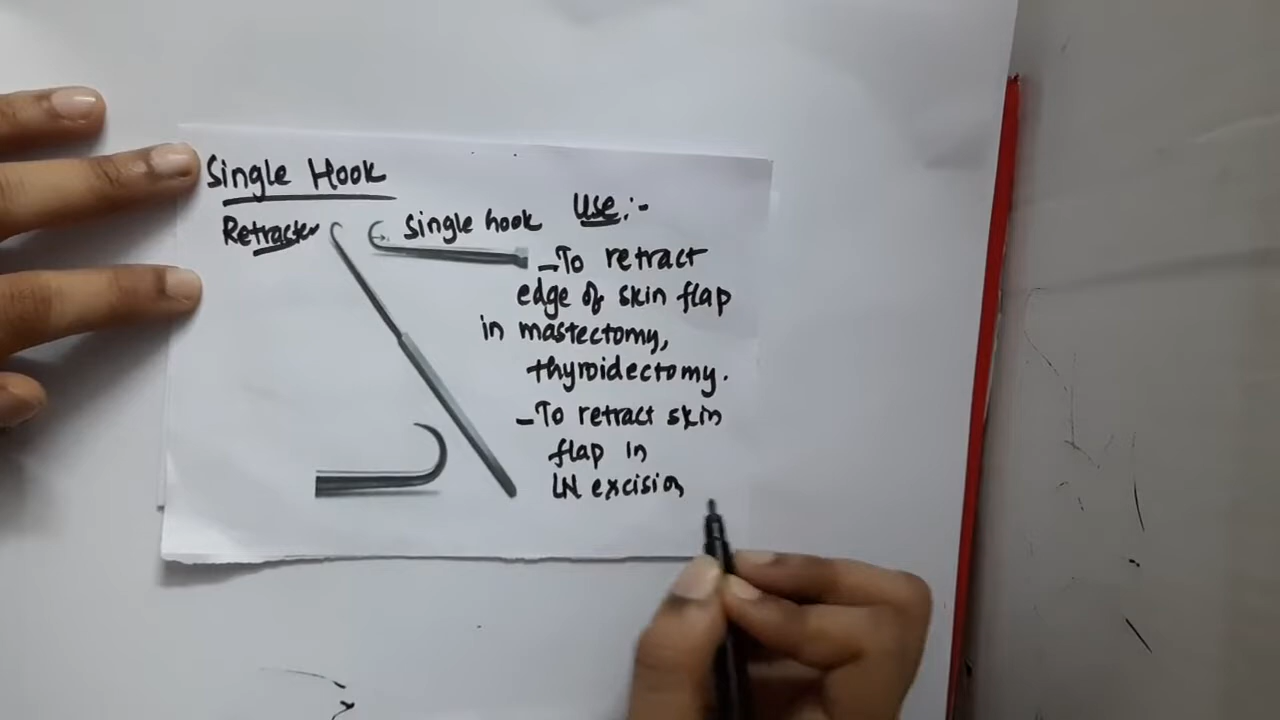 Single Hook
Retracter
Single hook
Use:-
-To retract
edge of skin flap
in mastectomy,
thyroidectomy.
-To retract skin
flap in
LN excision